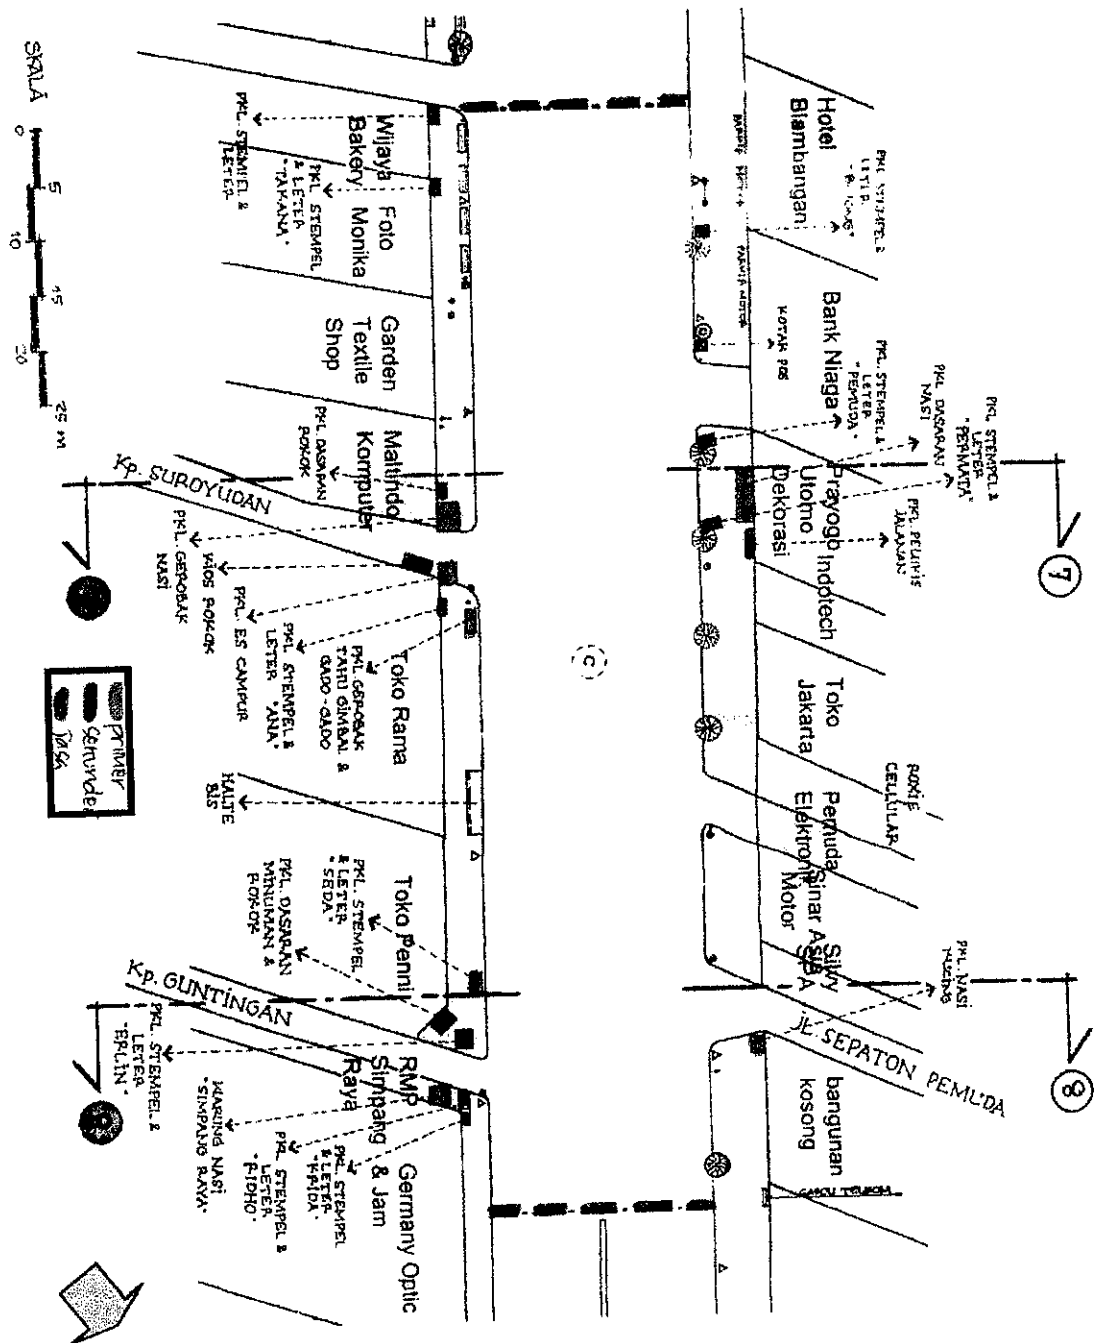 Hotel
Blambangan
PKL STEMPEL &
LETER
PARKIR MOTOR
KOTAK POS
Bank Niaga
PKL. STEMPEL &
LETER
"PEMUDA"
PKL DASARAN
NASI
PKL STEMPEL &
LETER
"PERMATA"
Prayogo
Utomo
Dekorasi
PKL. PELUKIS
JALANAN
Indotech
7
Toko
Jakarta
ROXIE
CELLULAR
Pemuda
Elektronik
Sinar Asia
Motor
Silvy
PKL. NASI
JL. SEPATON PEMUDA
8
bangunan
kosong
C
SKALA
0
5
10
15
20
25 m
Wijaya
Bakery
PKL. STEMPEL &
LETER
Foto
Monika
PKL STEMPEL
& LETER
"TAKANA"
Garden
Textile
Shop
Maltindo
Komputer
PKL. DASARAN
ROKOK
Kp. SUROYUDAN
PKL. GEROBAK
NASI
KIOS ROKOK
PKL. ES CAMPUR
PKL STEMPEL &
LETER "ANA"
PKL. GEROBAK
TAHU GIMBAL &
GADO-GADO
Toko Rama
HALTE
BIS
Toko Penni
PKL. STEMPEL
& LETER
"SEDA"
PKL. DASARAN
MINUMAN &
ROKOK
Kp. GUNTINGAN
PKL. STEMPEL &
LETER
"ERLIN"
8
RMP
Simpang
Raya
WARUNG NASI
"SIMPANG RAYA"
PKL STEMPEL &
LETER
"RIDHO"
PKL. STEMPEL
& LETER
"KRIDA"
Germany Optic
& Jam
primer
Sekunder
Jasa